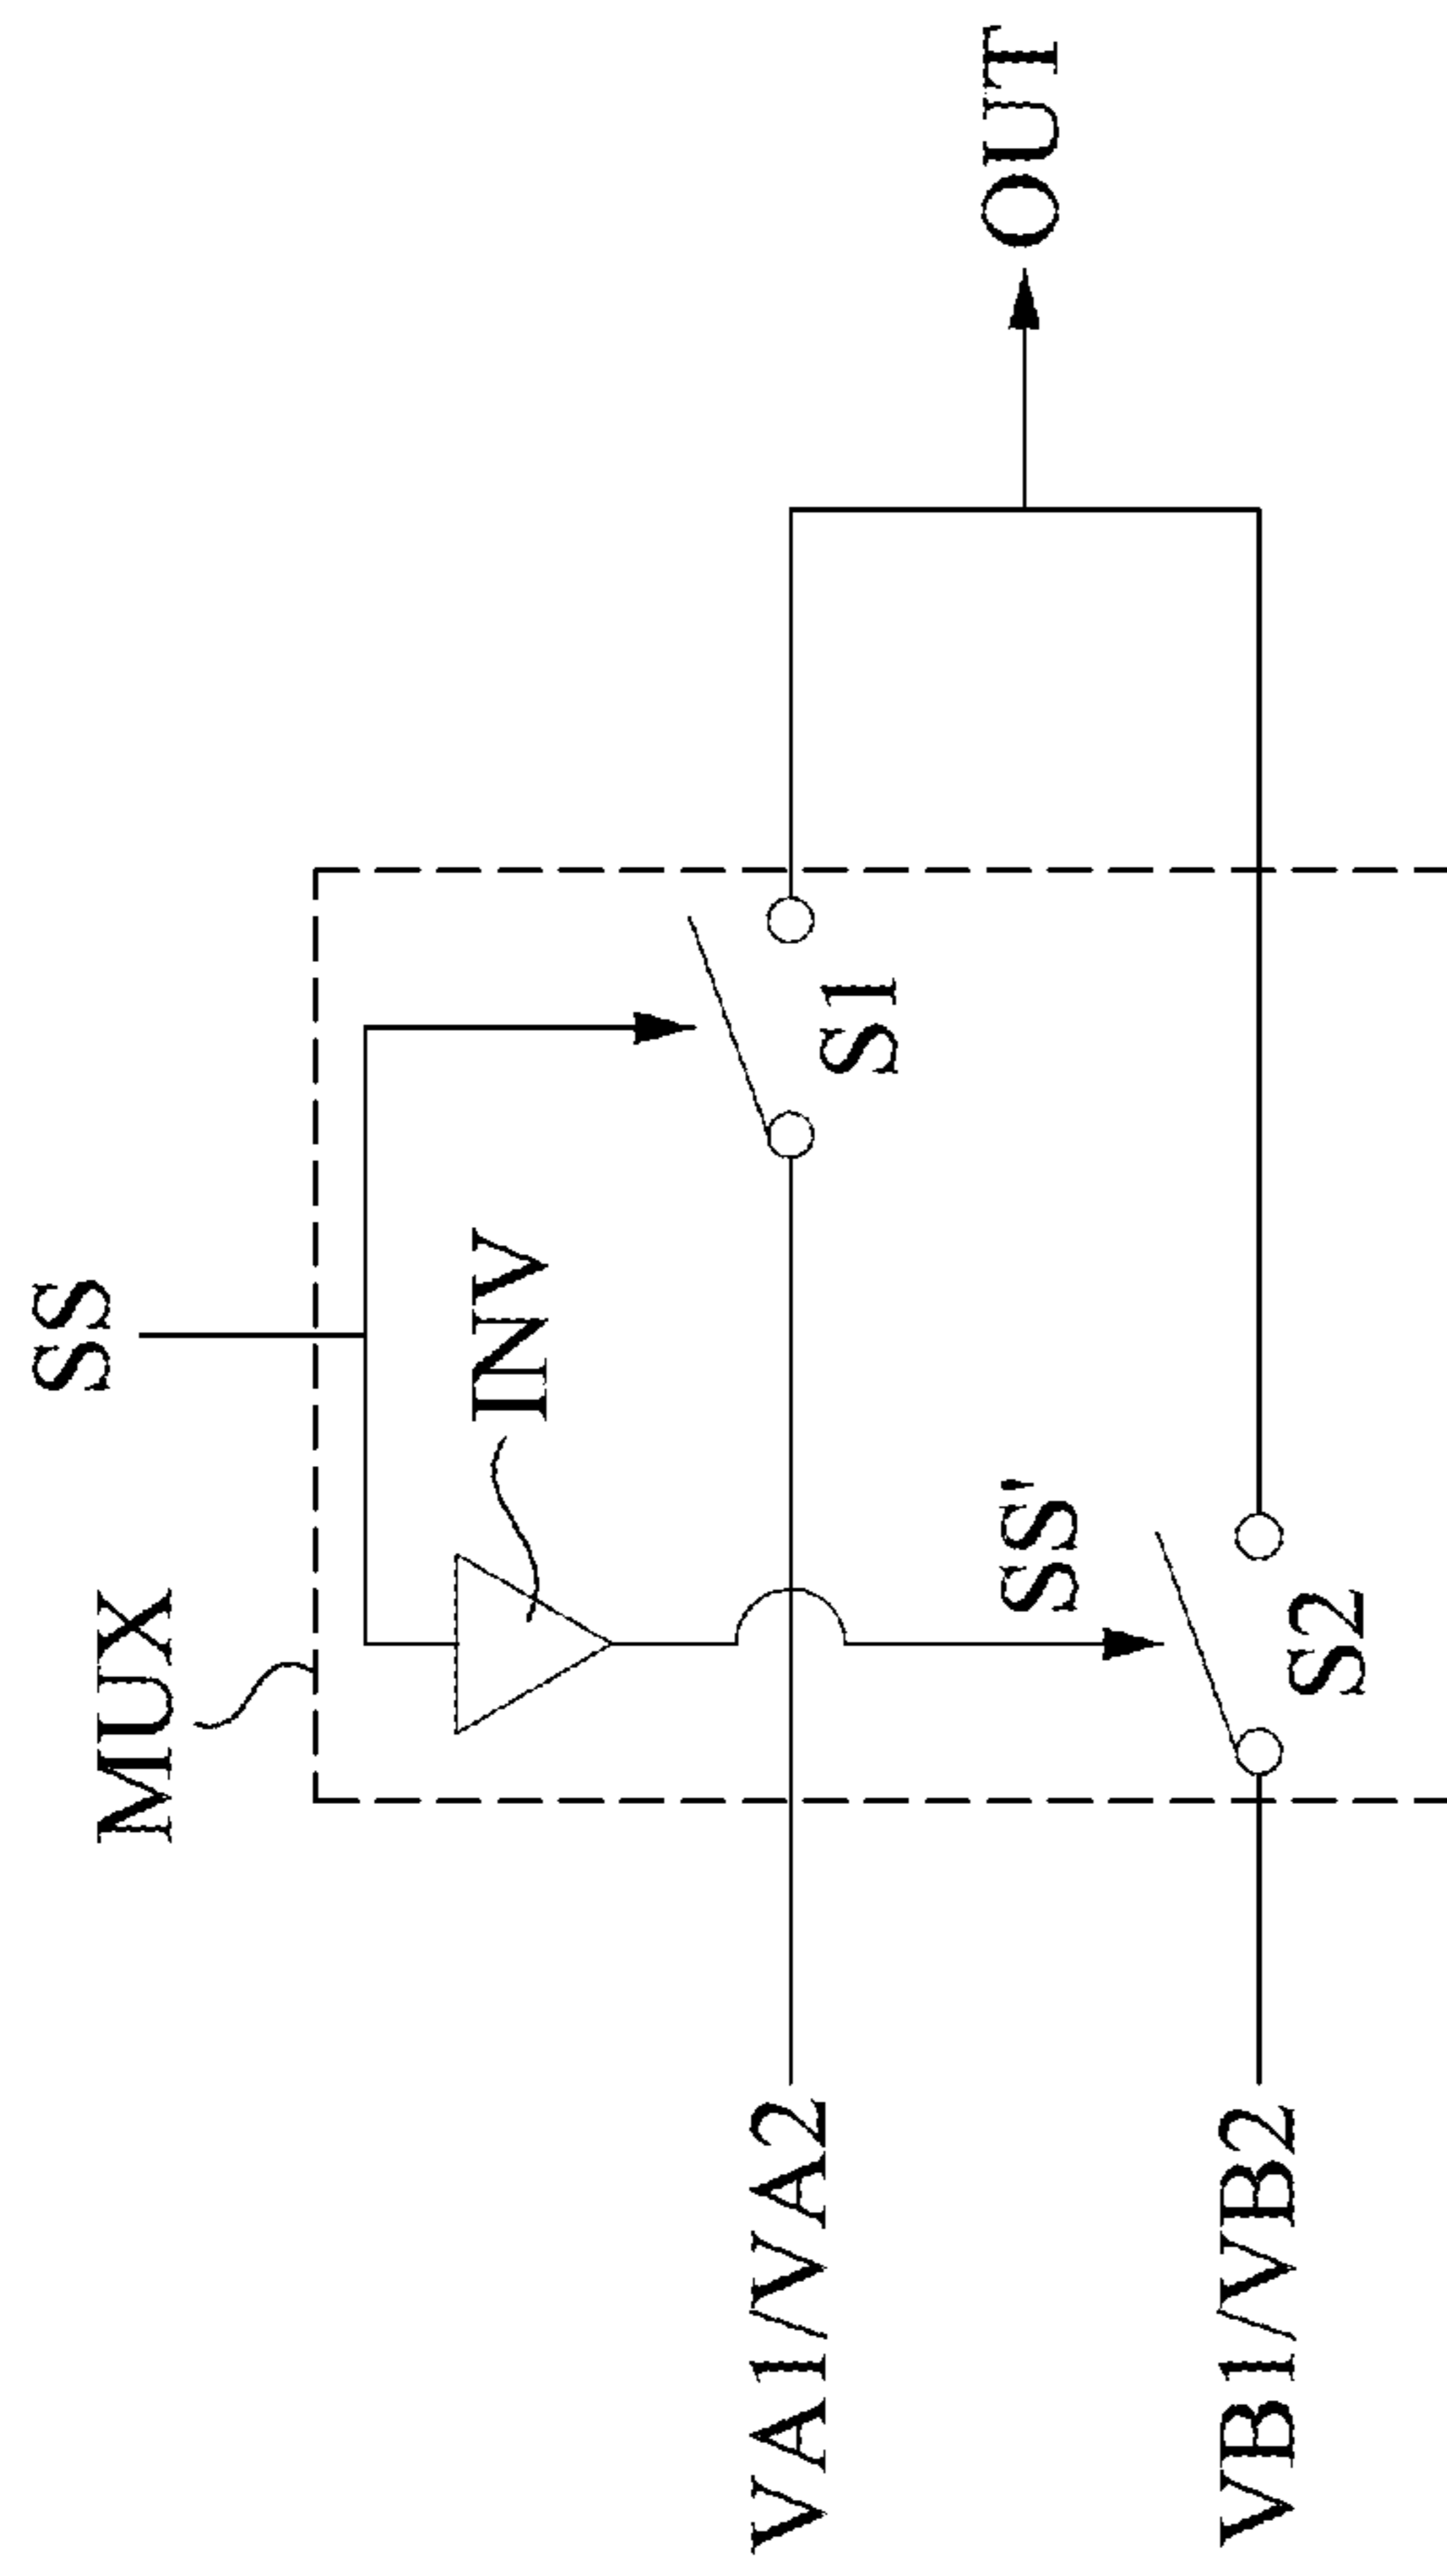 SS
MUX
INV
S1
OUT
SS'
S2
VA1/VA2
VB1/VB2